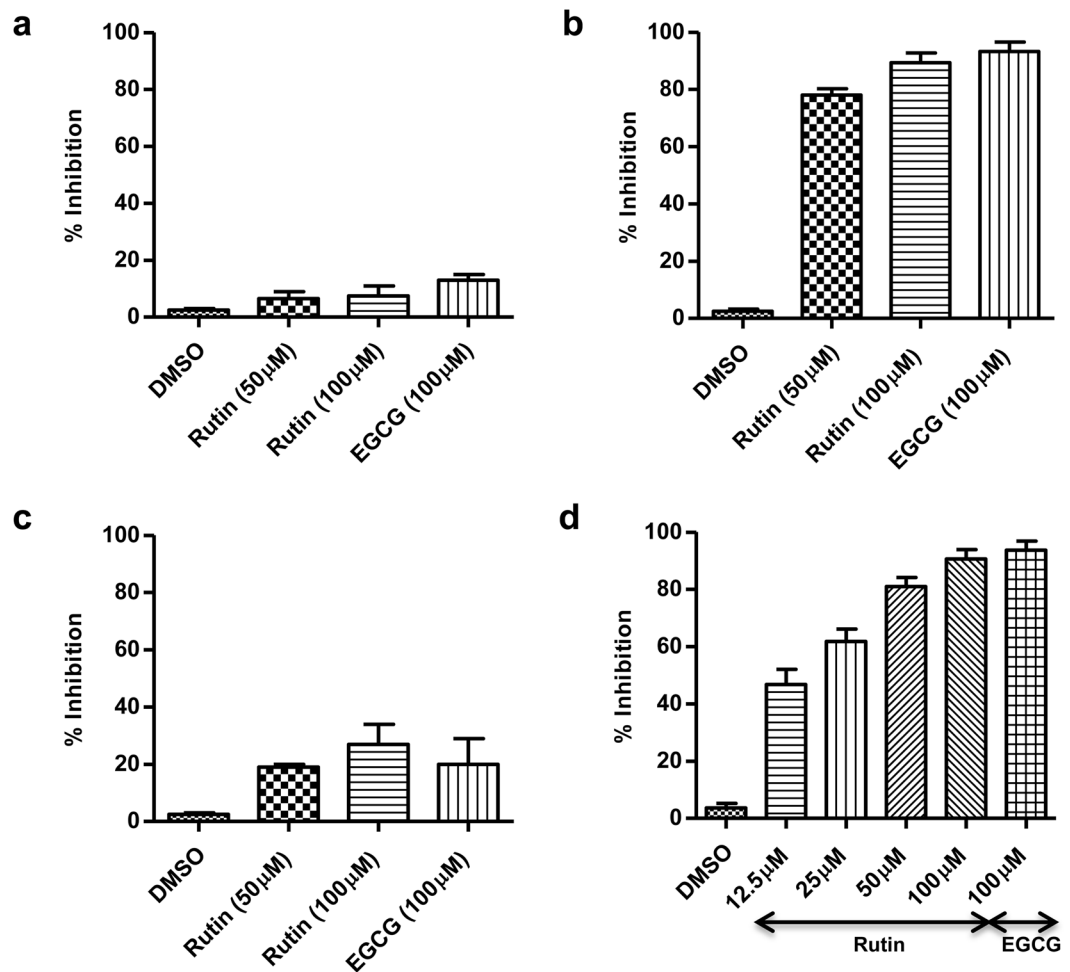 a
100
80
60
40
20
0
% Inhibition
DMSO
Rutin (50μM)
Rutin (100μM)
EGCG (100μM)
b
100
80
60
40
20
0
% Inhibition
DMSO
Rutin (50μM)
Rutin (100μM)
EGCG (100μM)
c
100
80
60
40
20
0
% Inhibition
DMSO
Rutin (50μM)
Rutin (100μM)
EGCG (100μM)
d
100
80
60
40
20
0
% Inhibition
DMSO
12.5μM
25μM
50μM
100μM
100μM
Rutin
EGCG